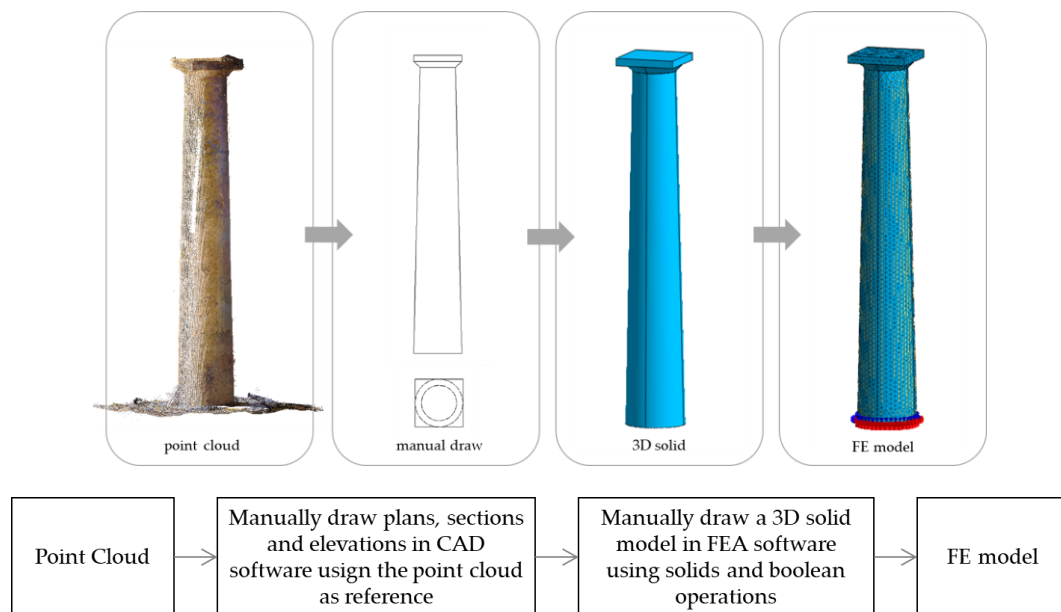 point cloud
manual draw
3D solid
FE model
Point Cloud
Manually draw plans, sections
and elevations in CAD
software usign the point cloud
as reference
Manually draw a 3D solid
model in FEA software
using solids and boolean
operations
FE model